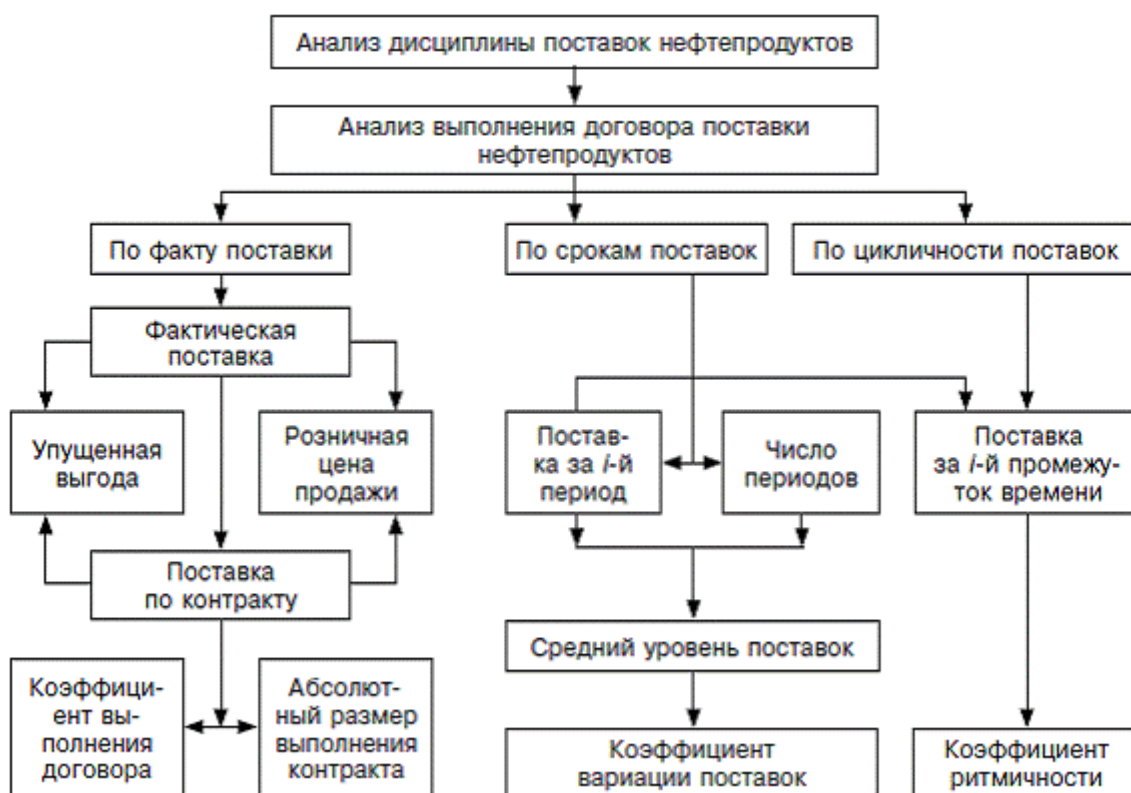 Анализ дисциплины поставок нефтепродуктов
Анализ выполнения договора поставки
нефтепродуктов
По факту поставки
По срокам поставок
По цикличности поставок
Фактическая
поставка
Упущенная
выгода
Розничная
цена
продажи
Постав-
ка за i-й
период
Число
периодов
Поставка
за i-й промежу-
ток времени
Поставка
по контракту
Средний уровень поставок
Коэффици-
ент вы-
полнения
договора
Абсолют-
ный размер
выполнения
контракта
Коэффициент
вариации поставок
Коэффициент
ритмичности